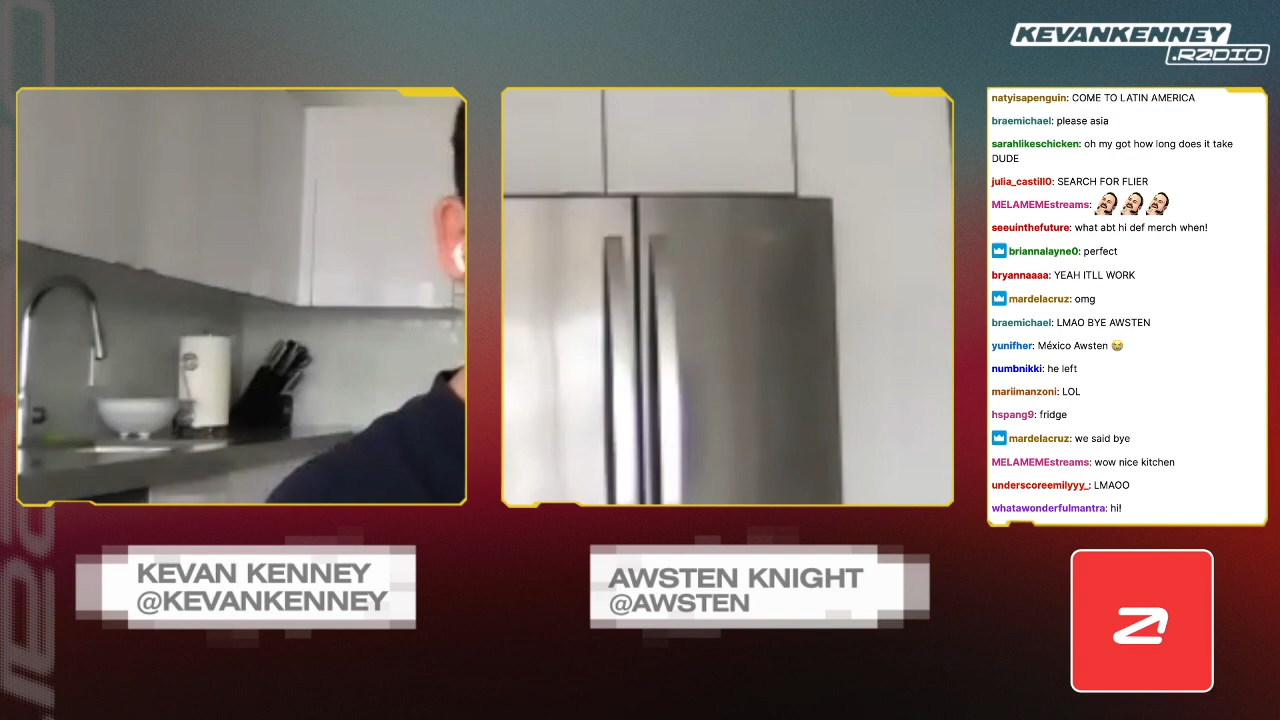 KEVANKENNEY
.RADIO
natyisapenguin: COME TO LATIN AMERICA
braemichael: please asia
sarahlikeschicken: oh my got how long does it take
DUDE
julia_castill0: SEARCH FOR FLIER
MELAMEMEstreams:
seeuinthefuture: what abt hi def merch when!
briannalayne0: perfect
bryannaaaa: YEAH ITLL WORK
mardelacruz: omg
braemichael: LMAO BYE AWSTEN
yunifher: México Awsten 😭
numbnikki: he left
mariimanzoni: LOL
hspang9: fridge
mardelacruz: we said bye
MELAMEMEstreams: wow nice kitchen
underscoreemilyyy_: LMAOO
whatawonderfulmantra: hi!
KEVAN KENNEY
@KEVANKENNEY
AWSTEN KNIGHT
@AWSTEN